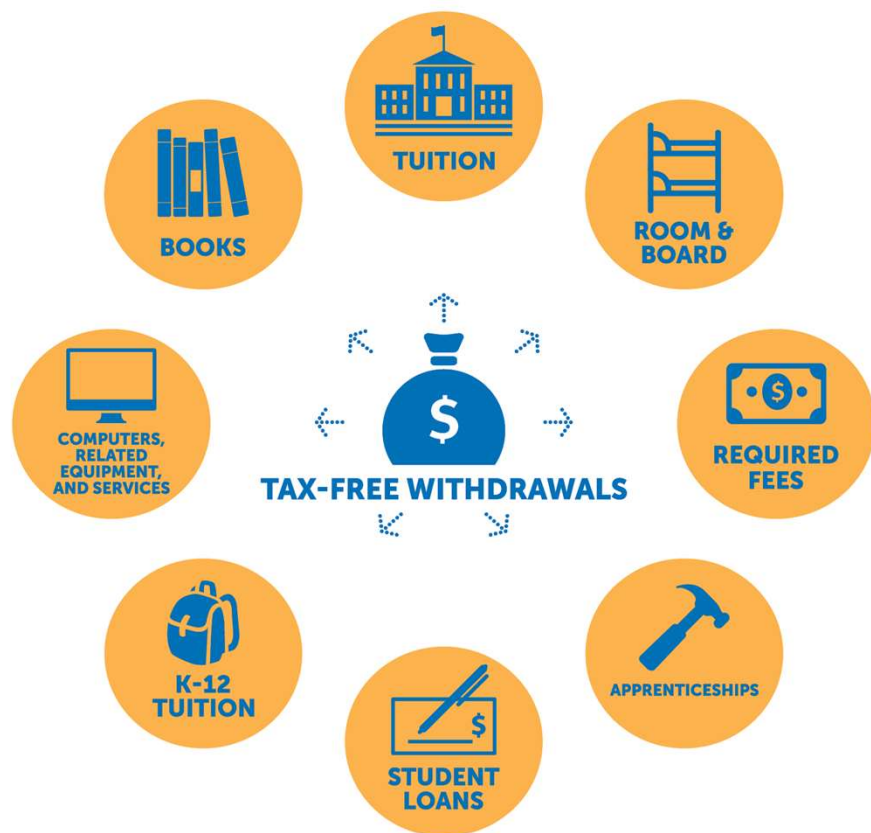 TUITION
BOOKS
ROOM &
BOARD
$
COMPUTERS,
RELATED
EQUIPMENT,
AND SERVICES
$
TAX-FREE WITHDRAWALS
REQUIRED
FEES
K-12
TUITION
APPRENTICESHIPS
$
STUDENT
LOANS